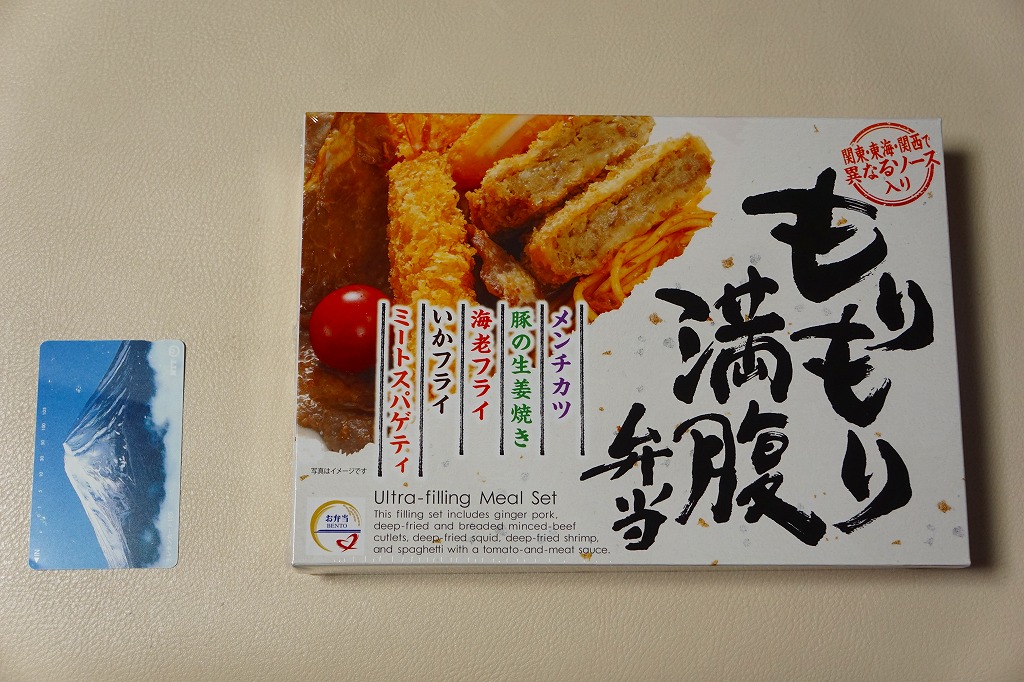 関東・東海・関西で
異なるソース
入り
もりもり
満腹
弁当
メンチカツ
豚の生姜焼き
海老フライ
いかフライ
ミートスパゲティ
写真はイメージです
お弁当
BENTO
Ultra-filling Meal Set
This filling set includes ginger pork,
deep-fried and breaded minced-beef
cutlets, deep-fried squid, deep-fried shrimp,
and spaghetti with a tomato-and-meat sauce.